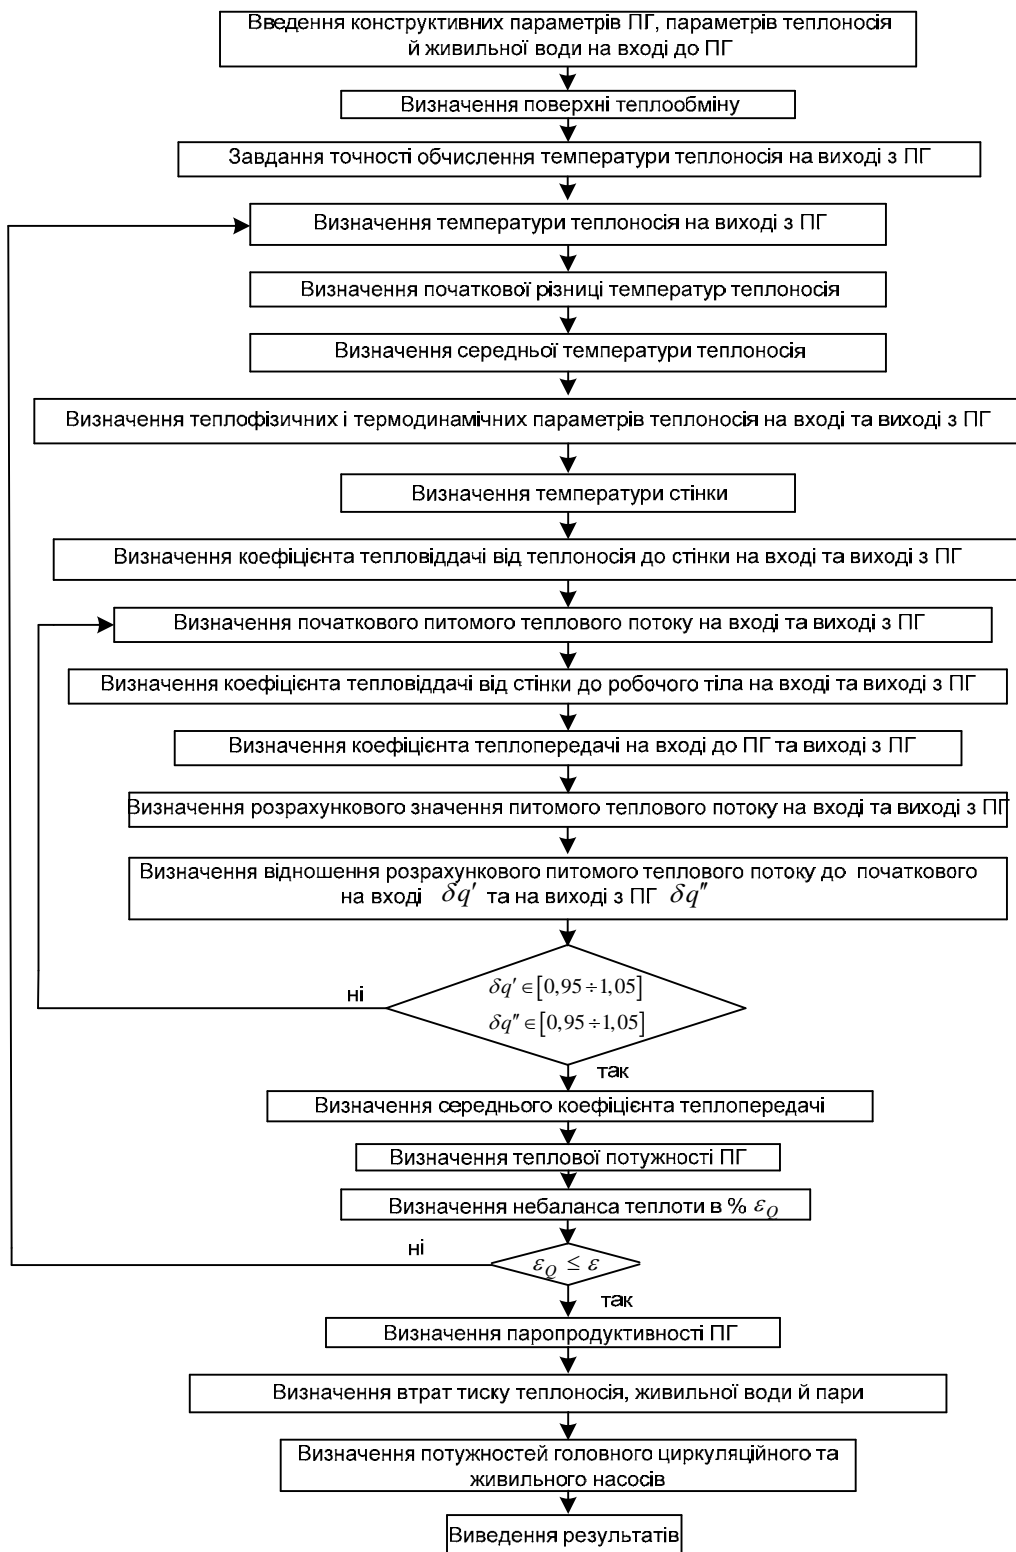 Введення конструктивних параметрів ПГ, параметрів теплоносія
й живильної води на вході до ПГ
Визначення поверхні теплообміну
Завдання точності обчислення температури теплоносія на виході з ПГ
Визначення температури теплоносія на виході з ПГ
Визначення початкової різниці температур теплоносія
Визначення середньої температури теплоносія
Визначення теплофізичних і термодинамічних параметрів теплоносія на вході та виході з ПГ
Визначення температури стінки
Визначення коефіцієнта тепловіддачі від теплоносія до стінки на вході та виході з ПГ
Визначення початкового питомого теплового потоку на вході та виході з ПГ
Визначення коефіцієнта тепловіддачі від стінки до робочого тіла на вході та виході з ПГ
Визначення коефіцієнта теплопередачі на вході до ПГ та виході з ПГ
Визначення розрахункового значення питомого теплового потоку на вході та виході з ПГ
Визначення відношення розрахункового питомого теплового потоку до початкового
на вході δq′ та на виході з ПГ δq″
δq′∈[0,95÷1,05]
ні
δq″∈[0,95÷1,05]
так
Визначення середнього коефіцієнта теплопередачі
Визначення теплової потужності ПГ
Визначення небаланса теплоти в % ε_Q
ні
ε_Q ≤ ε
так
Визначення паропродуктивності ПГ
Визначення втрат тиску теплоносія, живильної води й пари
Визначення потужностей головного циркуляційного та
живильного насосів
Виведення результатів